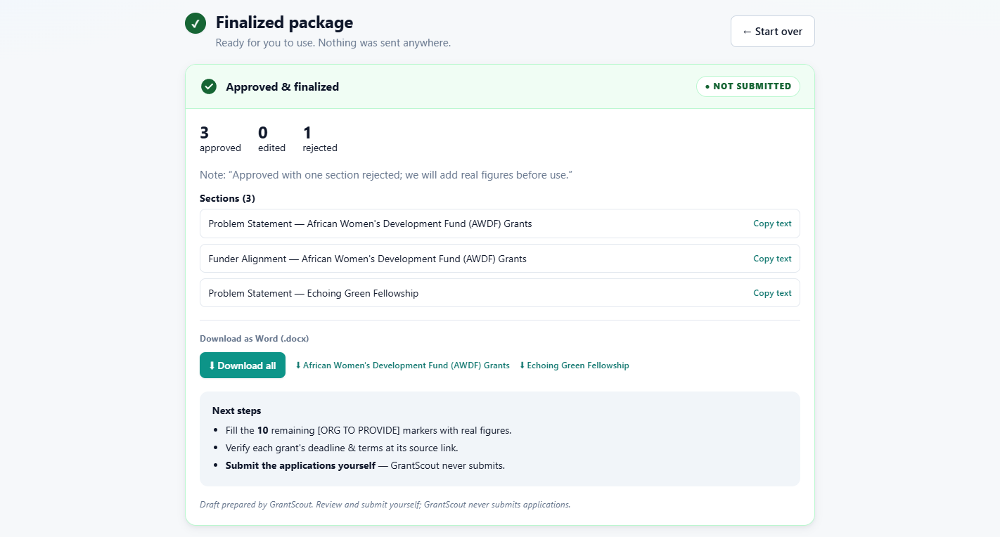 ✓ Finalized package
← Start over
Ready for you to use. Nothing was sent anywhere.
Approved & finalized
• NOT SUBMITTED
3 0 1
approved edited rejected
Note: “Approved with one section rejected; we will add real figures before use.”
Sections (3)
Problem Statement — African Women's Development Fund (AWDF) Grants Copy text
Funder Alignment — African Women's Development Fund (AWDF) Grants Copy text
Problem Statement — Echoing Green Fellowship Copy text
Download as Word (.docx)
⬇ Download all ⬇ African Women's Development Fund (AWDF) Grants ⬇ Echoing Green Fellowship
Next steps
• Fill the 10 remaining [ORG TO PROVIDE] markers with real figures.
• Verify each grant's deadline & terms at its source link.
• Submit the applications yourself — GrantScout never submits.
Draft prepared by GrantScout. Review and submit yourself; GrantScout never submits applications.